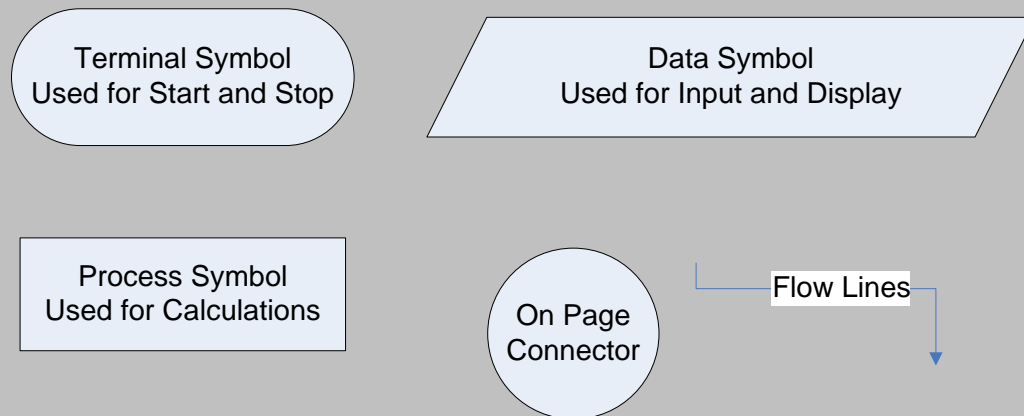 Terminal Symbol
Used for Start and Stop
Data Symbol
Used for Input and Display
Process Symbol
Used for Calculations
On Page
Connector
Flow Lines